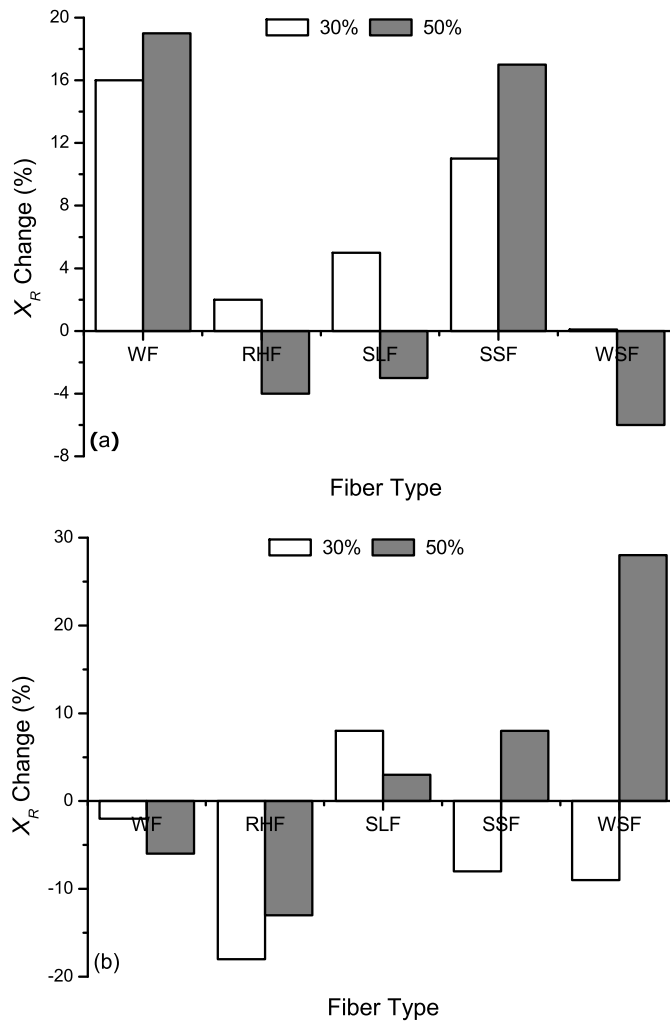 20
30% 50%
16
12
8
4
0
-4
-8
X_R Change (%)
WF RHF SLF SSF WSF
(a)
Fiber Type
30
30% 50%
20
10
0
-10
-20
X_R Change (%)
WF RHF SLF SSF WSF
(b)
Fiber Type